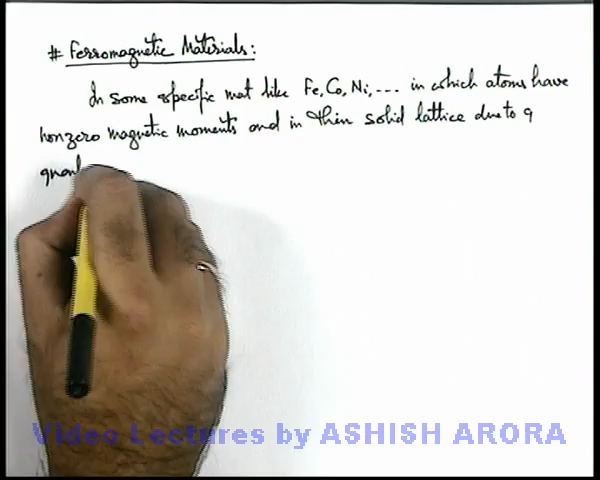 # Ferromagnetic Materials:
In some specific mat like Fe, Co, Ni, --- in which atoms have
nonzero magnetic moments and in their solid lattice due to a
quan
Video Lectures by ASHISH ARORA